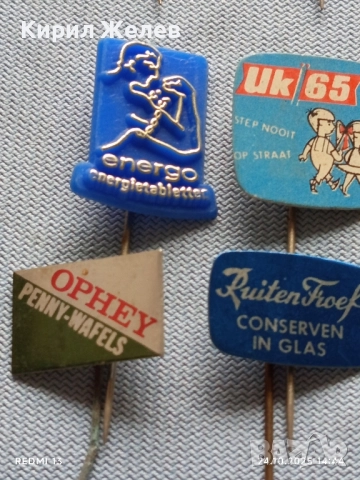 Кирил Желев
energo
energietabletten
Uk 65
STEP NOOIT
OP STRAAT
OPHEY
PENNY-WAFELS
Ruiten Troef
CONSERVEN
IN GLAS
REDMI 13
24.10.2025 14:44